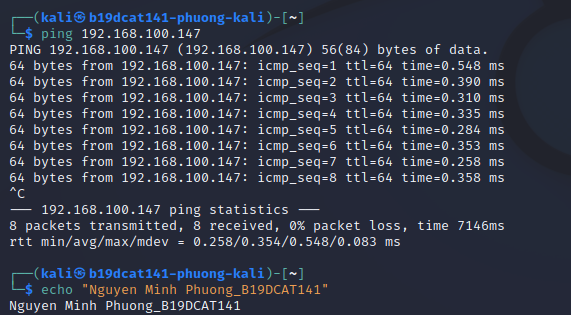 ┌──(kali㉿b19dcat141-phuong-kali)-[~]
└─$ ping 192.168.100.147
PING 192.168.100.147 (192.168.100.147) 56(84) bytes of data.
64 bytes from 192.168.100.147: icmp_seq=1 ttl=64 time=0.548 ms
64 bytes from 192.168.100.147: icmp_seq=2 ttl=64 time=0.390 ms
64 bytes from 192.168.100.147: icmp_seq=3 ttl=64 time=0.310 ms
64 bytes from 192.168.100.147: icmp_seq=4 ttl=64 time=0.335 ms
64 bytes from 192.168.100.147: icmp_seq=5 ttl=64 time=0.284 ms
64 bytes from 192.168.100.147: icmp_seq=6 ttl=64 time=0.353 ms
64 bytes from 192.168.100.147: icmp_seq=7 ttl=64 time=0.258 ms
64 bytes from 192.168.100.147: icmp_seq=8 ttl=64 time=0.358 ms
^C
--- 192.168.100.147 ping statistics ---
8 packets transmitted, 8 received, 0% packet loss, time 7146ms
rtt min/avg/max/mdev = 0.258/0.354/0.548/0.083 ms
┌──(kali㉿b19dcat141-phuong-kali)-[~]
└─$ echo "Nguyen Minh Phuong_B19DCAT141"
Nguyen Minh Phuong_B19DCAT141